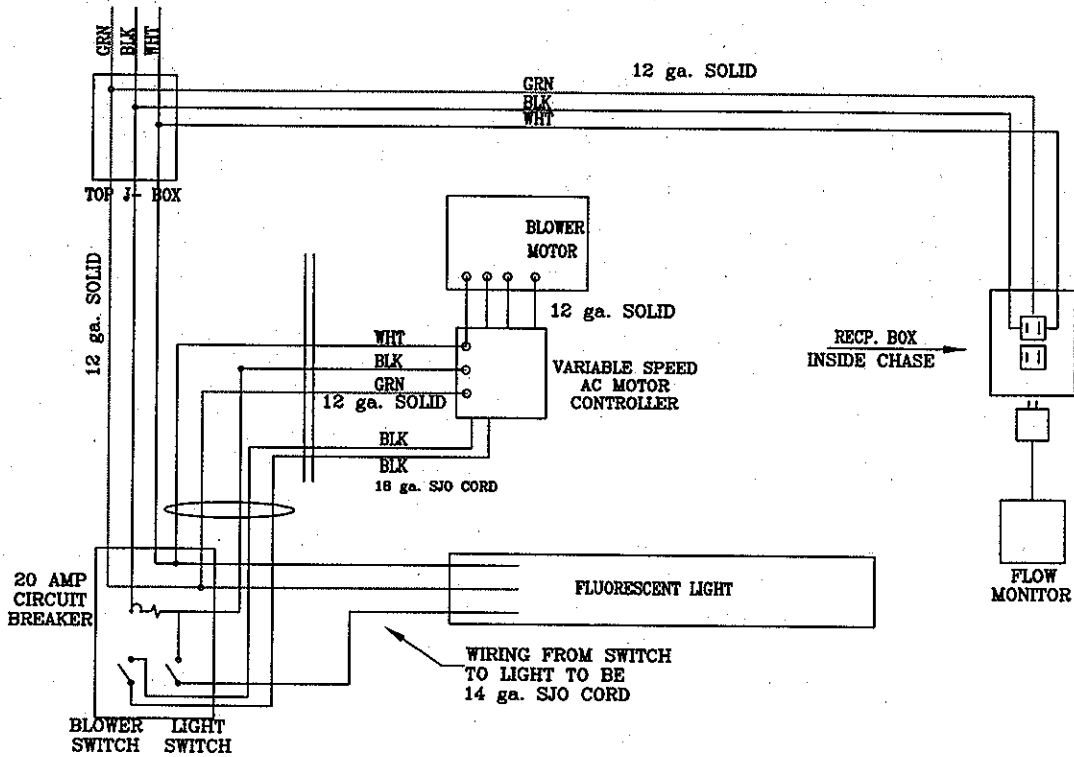 GRN
BLK
WHT
12 ga. SOLID
GRN
BLK
WHT
TOP J- BOX
12 ga. SOLID
BLOWER
MOTOR
12 ga. SOLID
WHT
BLK
GRN
12 ga. SOLID
VARIABLE SPEED
AC MOTOR
CONTROLLER
RECP. BOX
INSIDE CHASE
BLK
BLK
18 ga. SJO CORD
20 AMP
CIRCUIT
BREAKER
FLUORESCENT LIGHT
FLOW
MONITOR
WIRING FROM SWITCH
TO LIGHT TO BE
14 ga. SJO CORD
BLOWER
SWITCH
LIGHT
SWITCH